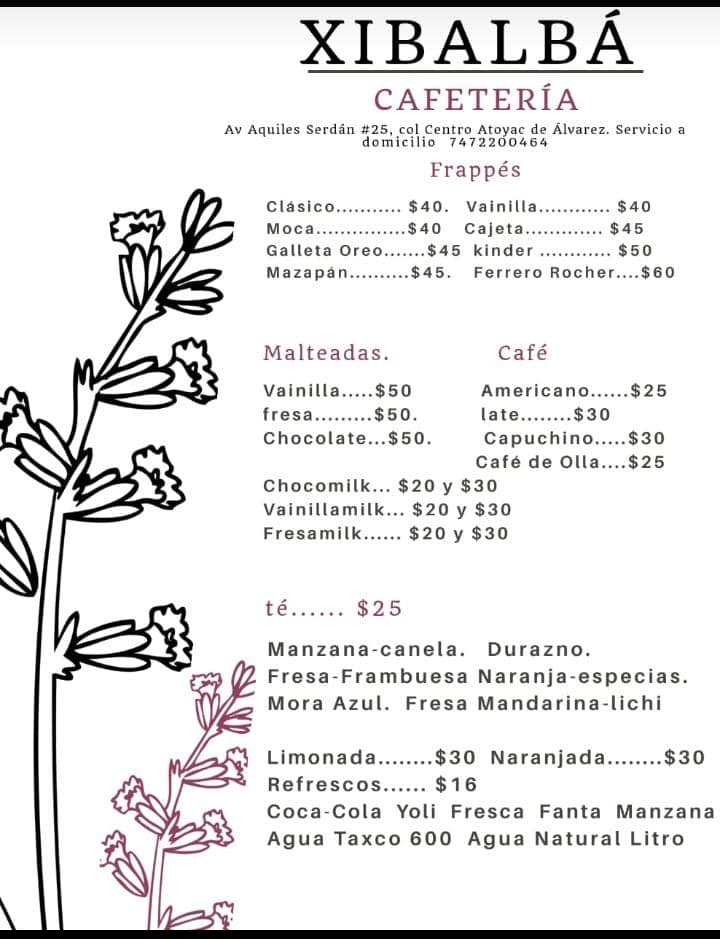 XIBALBÁ
CAFETERÍA
Av Aquiles Serdán #25, col Centro Atoyac de Álvarez. Servicio a
domicilio 7472200464
Frappés
Clásico........... $40. Vainilla............ $40
Moca................$40 Cajeta............. $45
Galleta Oreo.......$45 kinder ............ $50
Mazapán..........$45. Ferrero Rocher....$60
Malteadas. Café
Vainilla.....$50 Americano......$25
fresa.........$50. late........$30
Chocolate...$50. Capuchino.....$30
Café de Olla....$25
Chocomilk... $20 y $30
Vainillamilk... $20 y $30
Fresamilk...... $20 y $30
té...... $25
Manzana-canela. Durazno.
Fresa-Frambuesa Naranja-especias.
Mora Azul. Fresa Mandarina-lichi
Limonada........$30 Naranjada........$30
Refrescos...... $16
Coca-Cola Yoli Fresca Fanta Manzana
Agua Taxco 600 Agua Natural Litro